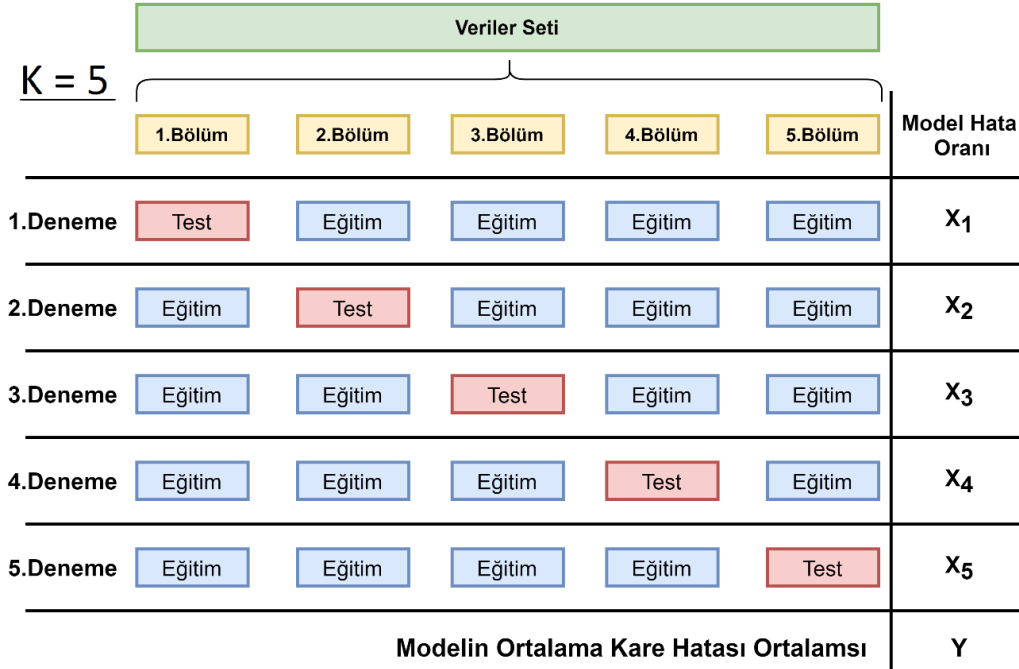 Veriler Seti
K = 5
1.Bölüm 2.Bölüm 3.Bölüm 4.Bölüm 5.Bölüm
Model Hata
Oranı
1.Deneme Test Eğitim Eğitim Eğitim Eğitim X1
2.Deneme Eğitim Test Eğitim Eğitim Eğitim X2
3.Deneme Eğitim Eğitim Test Eğitim Eğitim X3
4.Deneme Eğitim Eğitim Eğitim Test Eğitim X4
5.Deneme Eğitim Eğitim Eğitim Eğitim Test X5
Modelin Ortalama Kare Hatası Ortalamsı Y